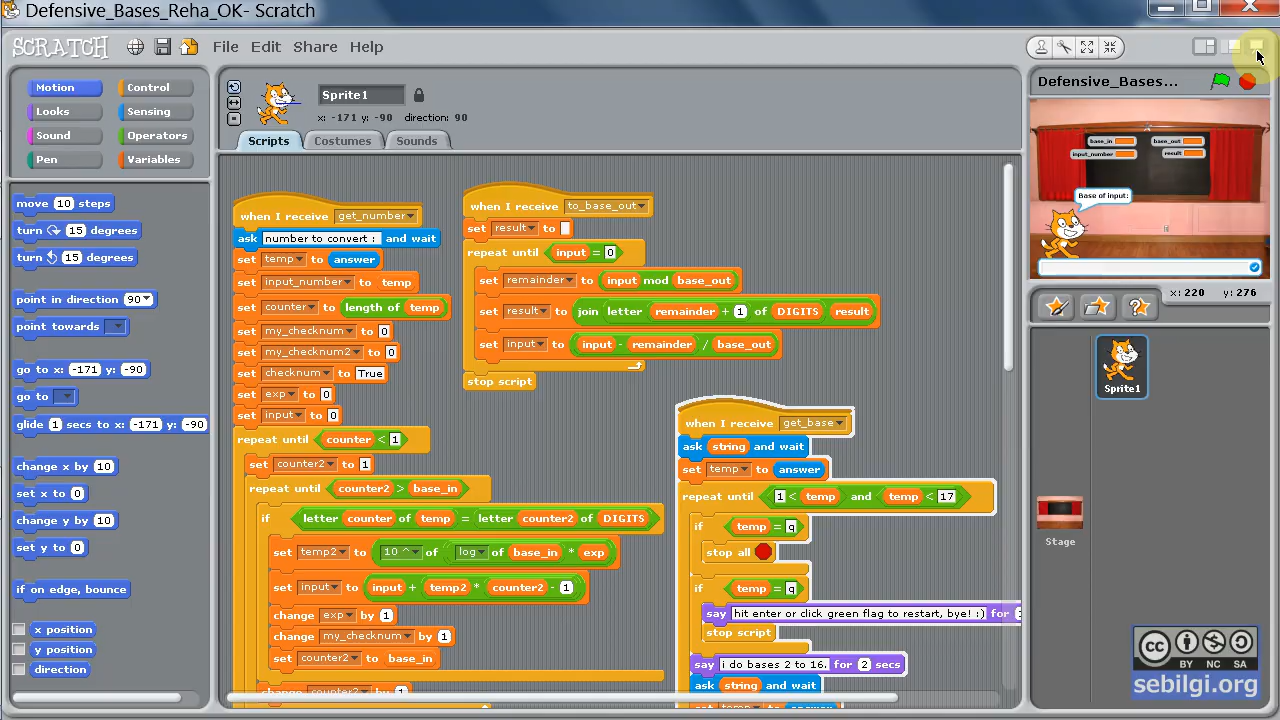 Defensive_Bases_Reha_OK- Scratch
SCRATCH File Edit Share Help
Motion Control
Looks Sensing
Sound Operators
Pen Variables
move 10 steps
turn 15 degrees
turn 15 degrees
point in direction 90
point towards
go to x: -171 y: -90
go to
glide 1 secs to x: -171 y: -90
change x by 10
set x to 0
change y by 10
set y to 0
if on edge, bounce
x position
y position
direction
Sprite1
x: -171 y: -90 direction: 90
Scripts Costumes Sounds
when I receive get_number
ask number to convert : and wait
set temp to answer
set input_number to temp
set counter to length of temp
set my_checknum to 0
set my_checknum2 to 0
set checknum to True
set exp to 0
set input to 0
repeat until counter < 1
set counter2 to 1
repeat until counter2 > base_in
if letter counter of temp = letter counter2 of DIGITS
set temp2 to 10 ^ of log of base_in * exp
set input to input + temp2 * counter2 - 1
change exp by 1
change my_checknum by 1
set counter2 to base_in
change counter2 by 1
when I receive to_base_out
set result to
repeat until input = 0
set remainder to input mod base_out
set result to join letter remainder + 1 of DIGITS result
set input to input - remainder / base_out
stop script
when I receive get_base
ask string and wait
set temp to answer
repeat until 1 < temp and temp < 17
if temp = q
stop all
if temp = q
say hit enter or click green flag to restart, bye! :) for
stop script
say i do bases 2 to 16. for 2 secs
ask string and wait
set temp to answer
Defensive_Bases...
base_in base_out
input_number result
Base of input:
x: 220 y: 276
Sprite1
Stage
cc BY NC SA
sebilgi.org